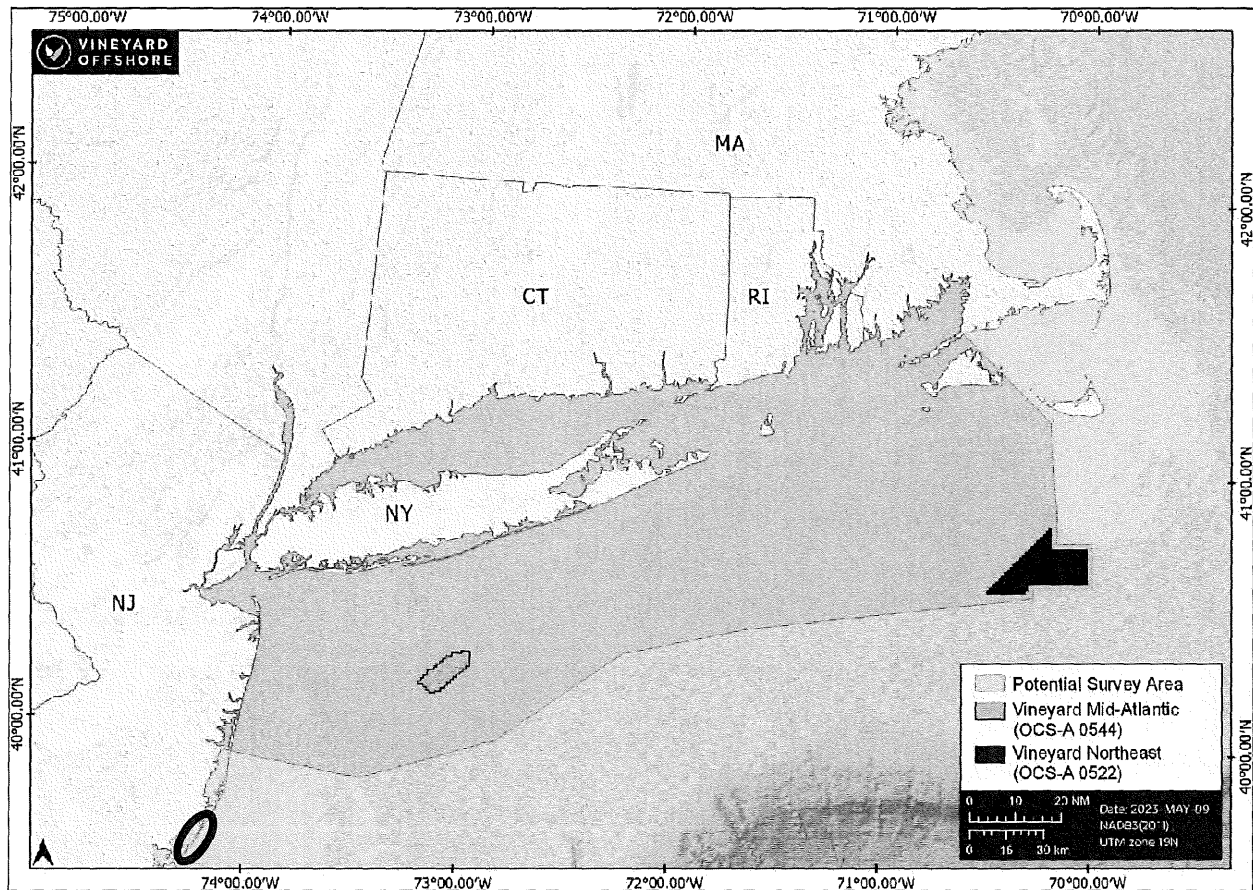 75°00.00'W 74°00.00'W 73°00.00'W 72°00.00'W 71°00.00'W 70°00.00'W
VINEYARD
OFFSHORE
MA
42°00.00'N
42°00.00'N
CT
RI
41°00.00'N
41°00.00'N
NY
NJ
40°00.00'N
40°00.00'N
Potential Survey Area
Vineyard Mid-Atlantic
(OCS-A 0544)
Vineyard Northeast
(OCS-A 0522)
0 10 20 NM
0 16 30 km
Date: 2023-MAY-09
NAD83(2011)
UTM zone 19N
74°00.00'W 73°00.00'W 72°00.00'W 71°00.00'W 70°00.00'W